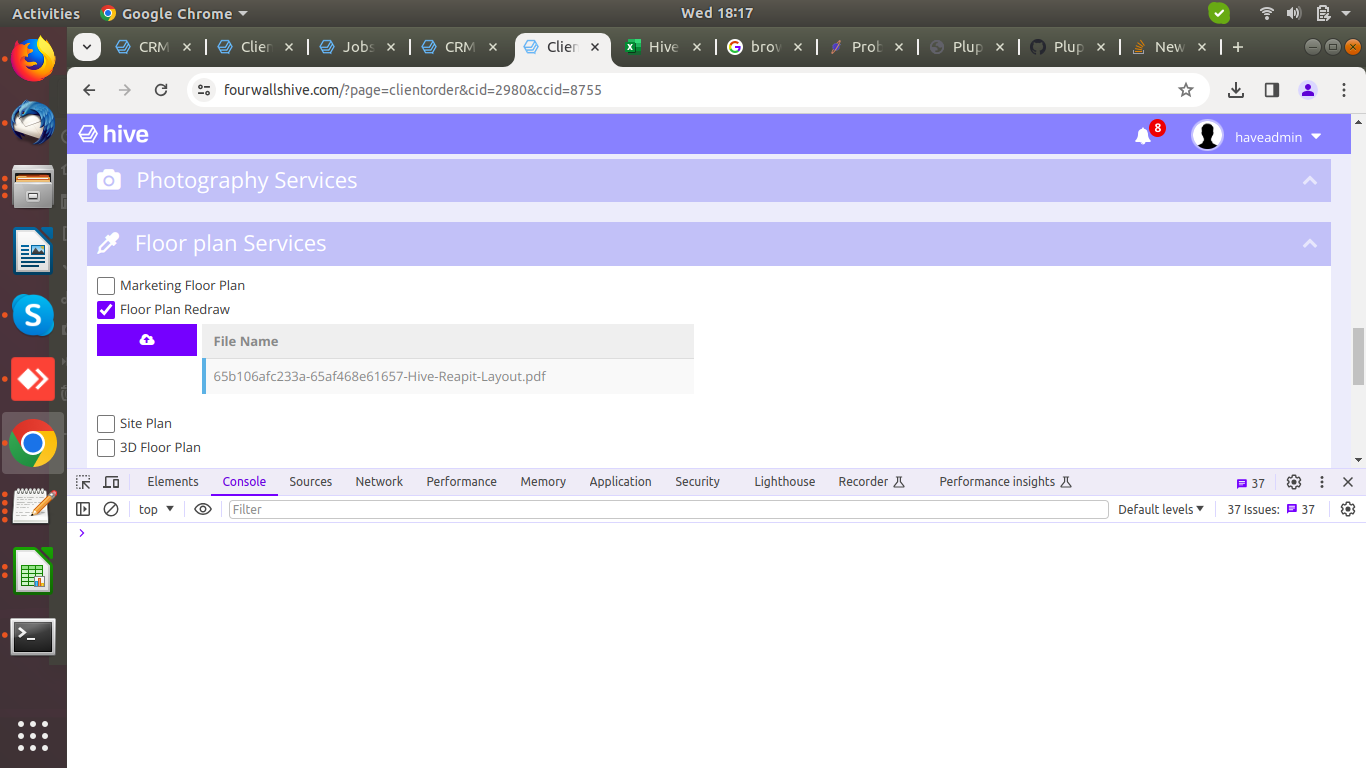 Activities Google Chrome Wed 18:17
CRM Clien Jobs CRM Clien Hive brow Prob Plup Plup New
fourwallshive.com/?page=clientorder&cid=2980&ccid=8755
hive 8 haveadmin
Photography Services
Floor plan Services
Marketing Floor Plan
Floor Plan Redraw
File Name
65b106afc233a-65af468e61657-Hive-Reapit-Layout.pdf
Site Plan
3D Floor Plan
Elements Console Sources Network Performance Memory Application Security Lighthouse Recorder Performance insights 37
top Filter Default levels 37 Issues: 37